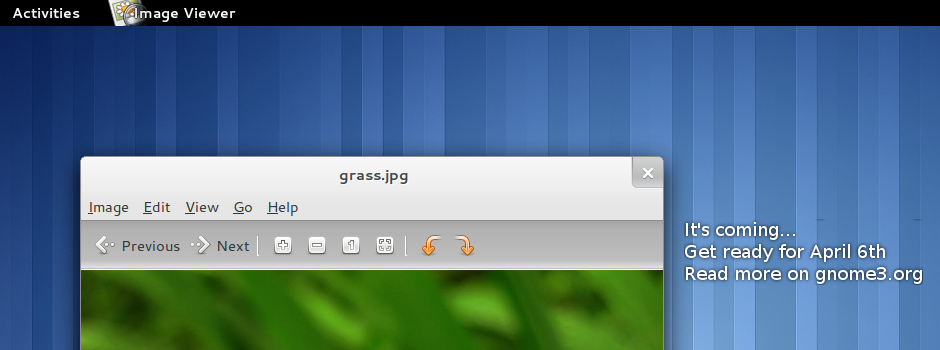 Activities Image Viewer
grass.jpg
Image Edit View Go Help
Previous Next 1
It's coming...
Get ready for April 6th
Read more on gnome3.org